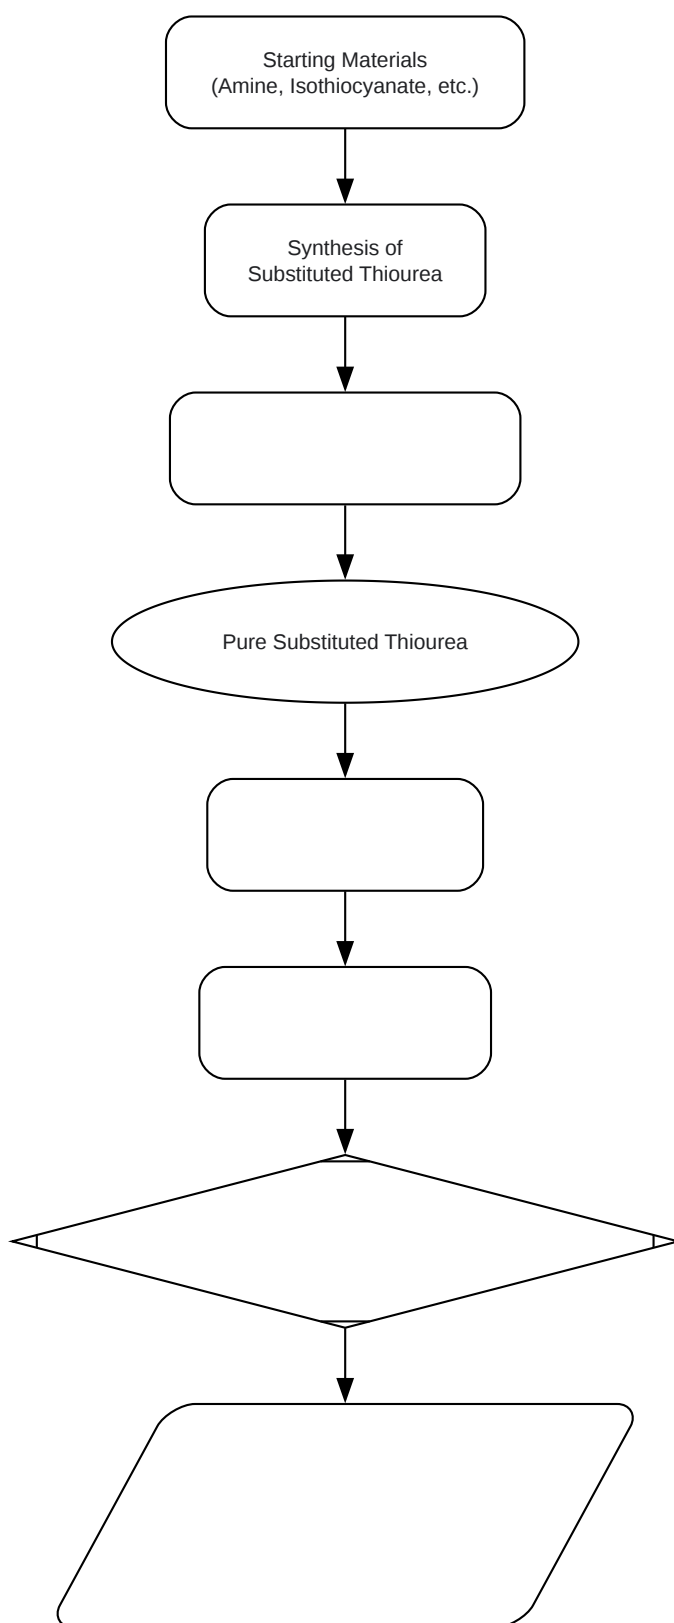 Starting Materials
(Amine, Isothiocyanate, etc.)
Synthesis of
Substituted Thiourea
Pure Substituted Thiourea